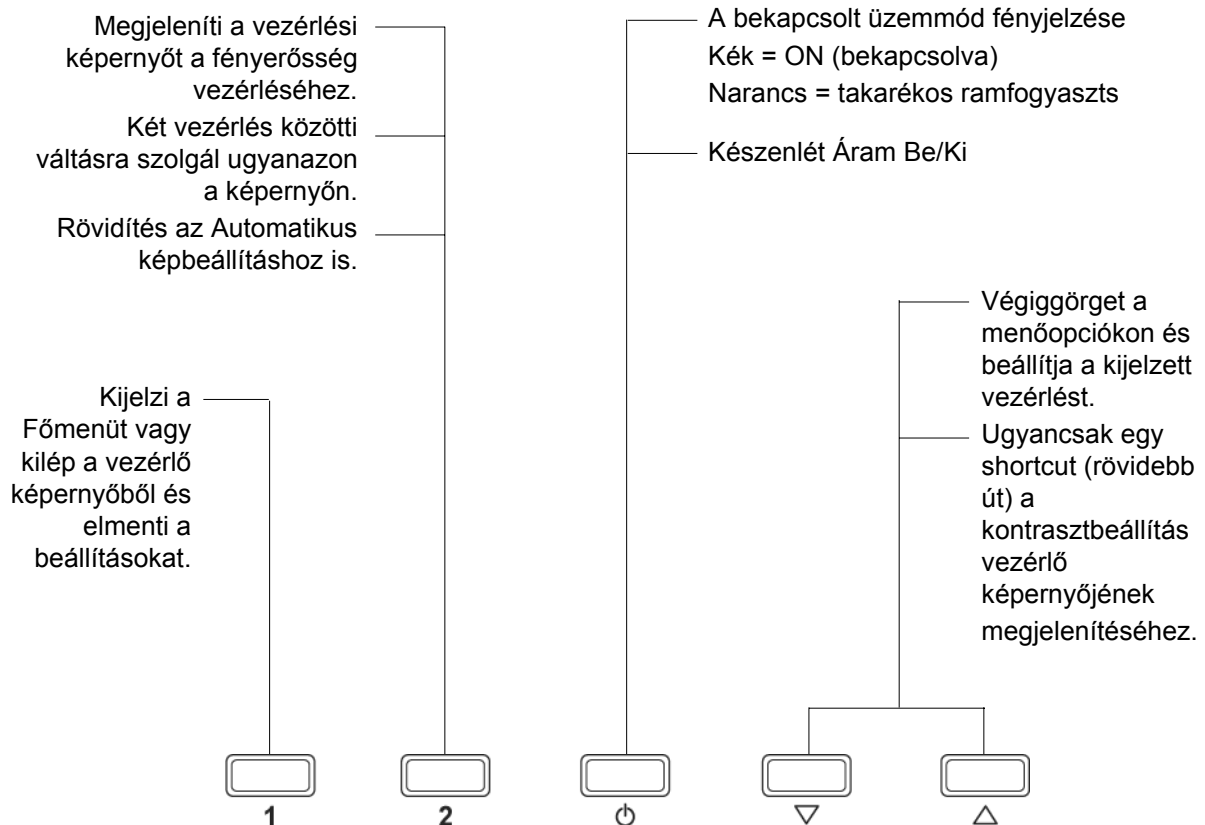 Megjeleníti a vezérlési
képernyőt a fényerősség
vezérléséhez.
Két vezérlés közötti
váltásra szolgál ugyanazon
a képernyőn.
Rövidítés az Automatikus
képbeállításhoz is.
Kijelzi a
Főmenüt vagy
kilép a vezérlő
képernyőből és
elmenti a
beállításokat.
A bekapcsolt üzemmód fényjelzése
Kék = ON (bekapcsolva)
Narancs = takarékos ramfogyaszts
Készenlét Áram Be/Ki
Végiggörget a
menőopciókon és
beállítja a kijelzett
vezérlést.
Ugyancsak egy
shortcut (rövidebb
út) a
kontrasztbeállítás
vezérlő
képernyőjének
megjelenítéséhez.
1
2